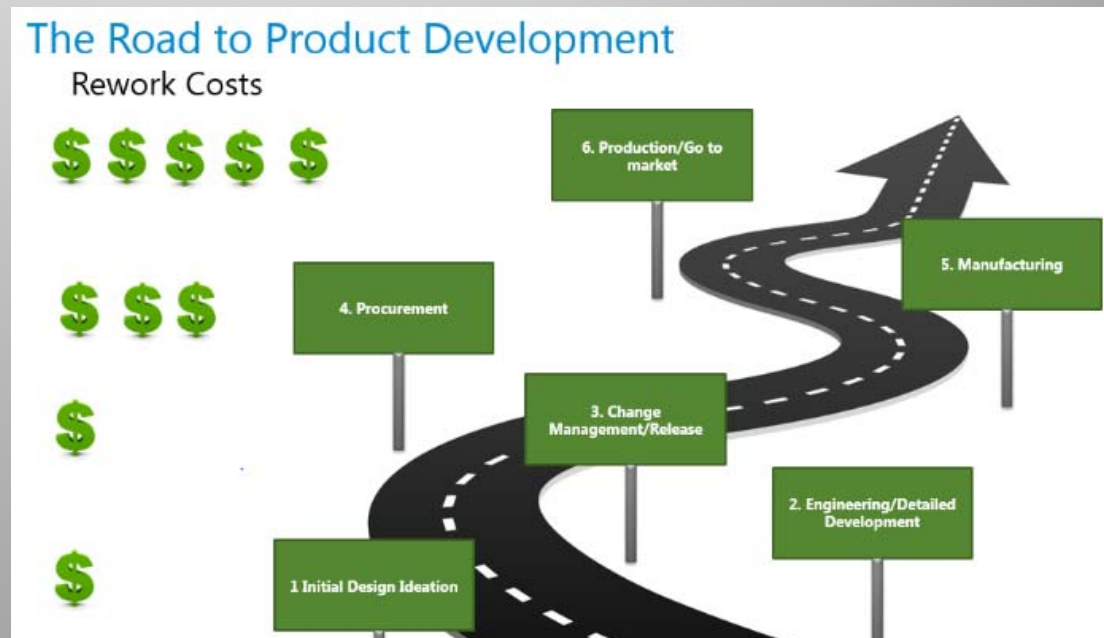 The Road to Product Development
Rework Costs
$ $ $ $ $
6. Production/Go to
market
5. Manufacturing
$ $ $
4. Procurement
$
3. Change
Management/Release
2. Engineering/Detailed
Development
$
1 Initial Design Ideation